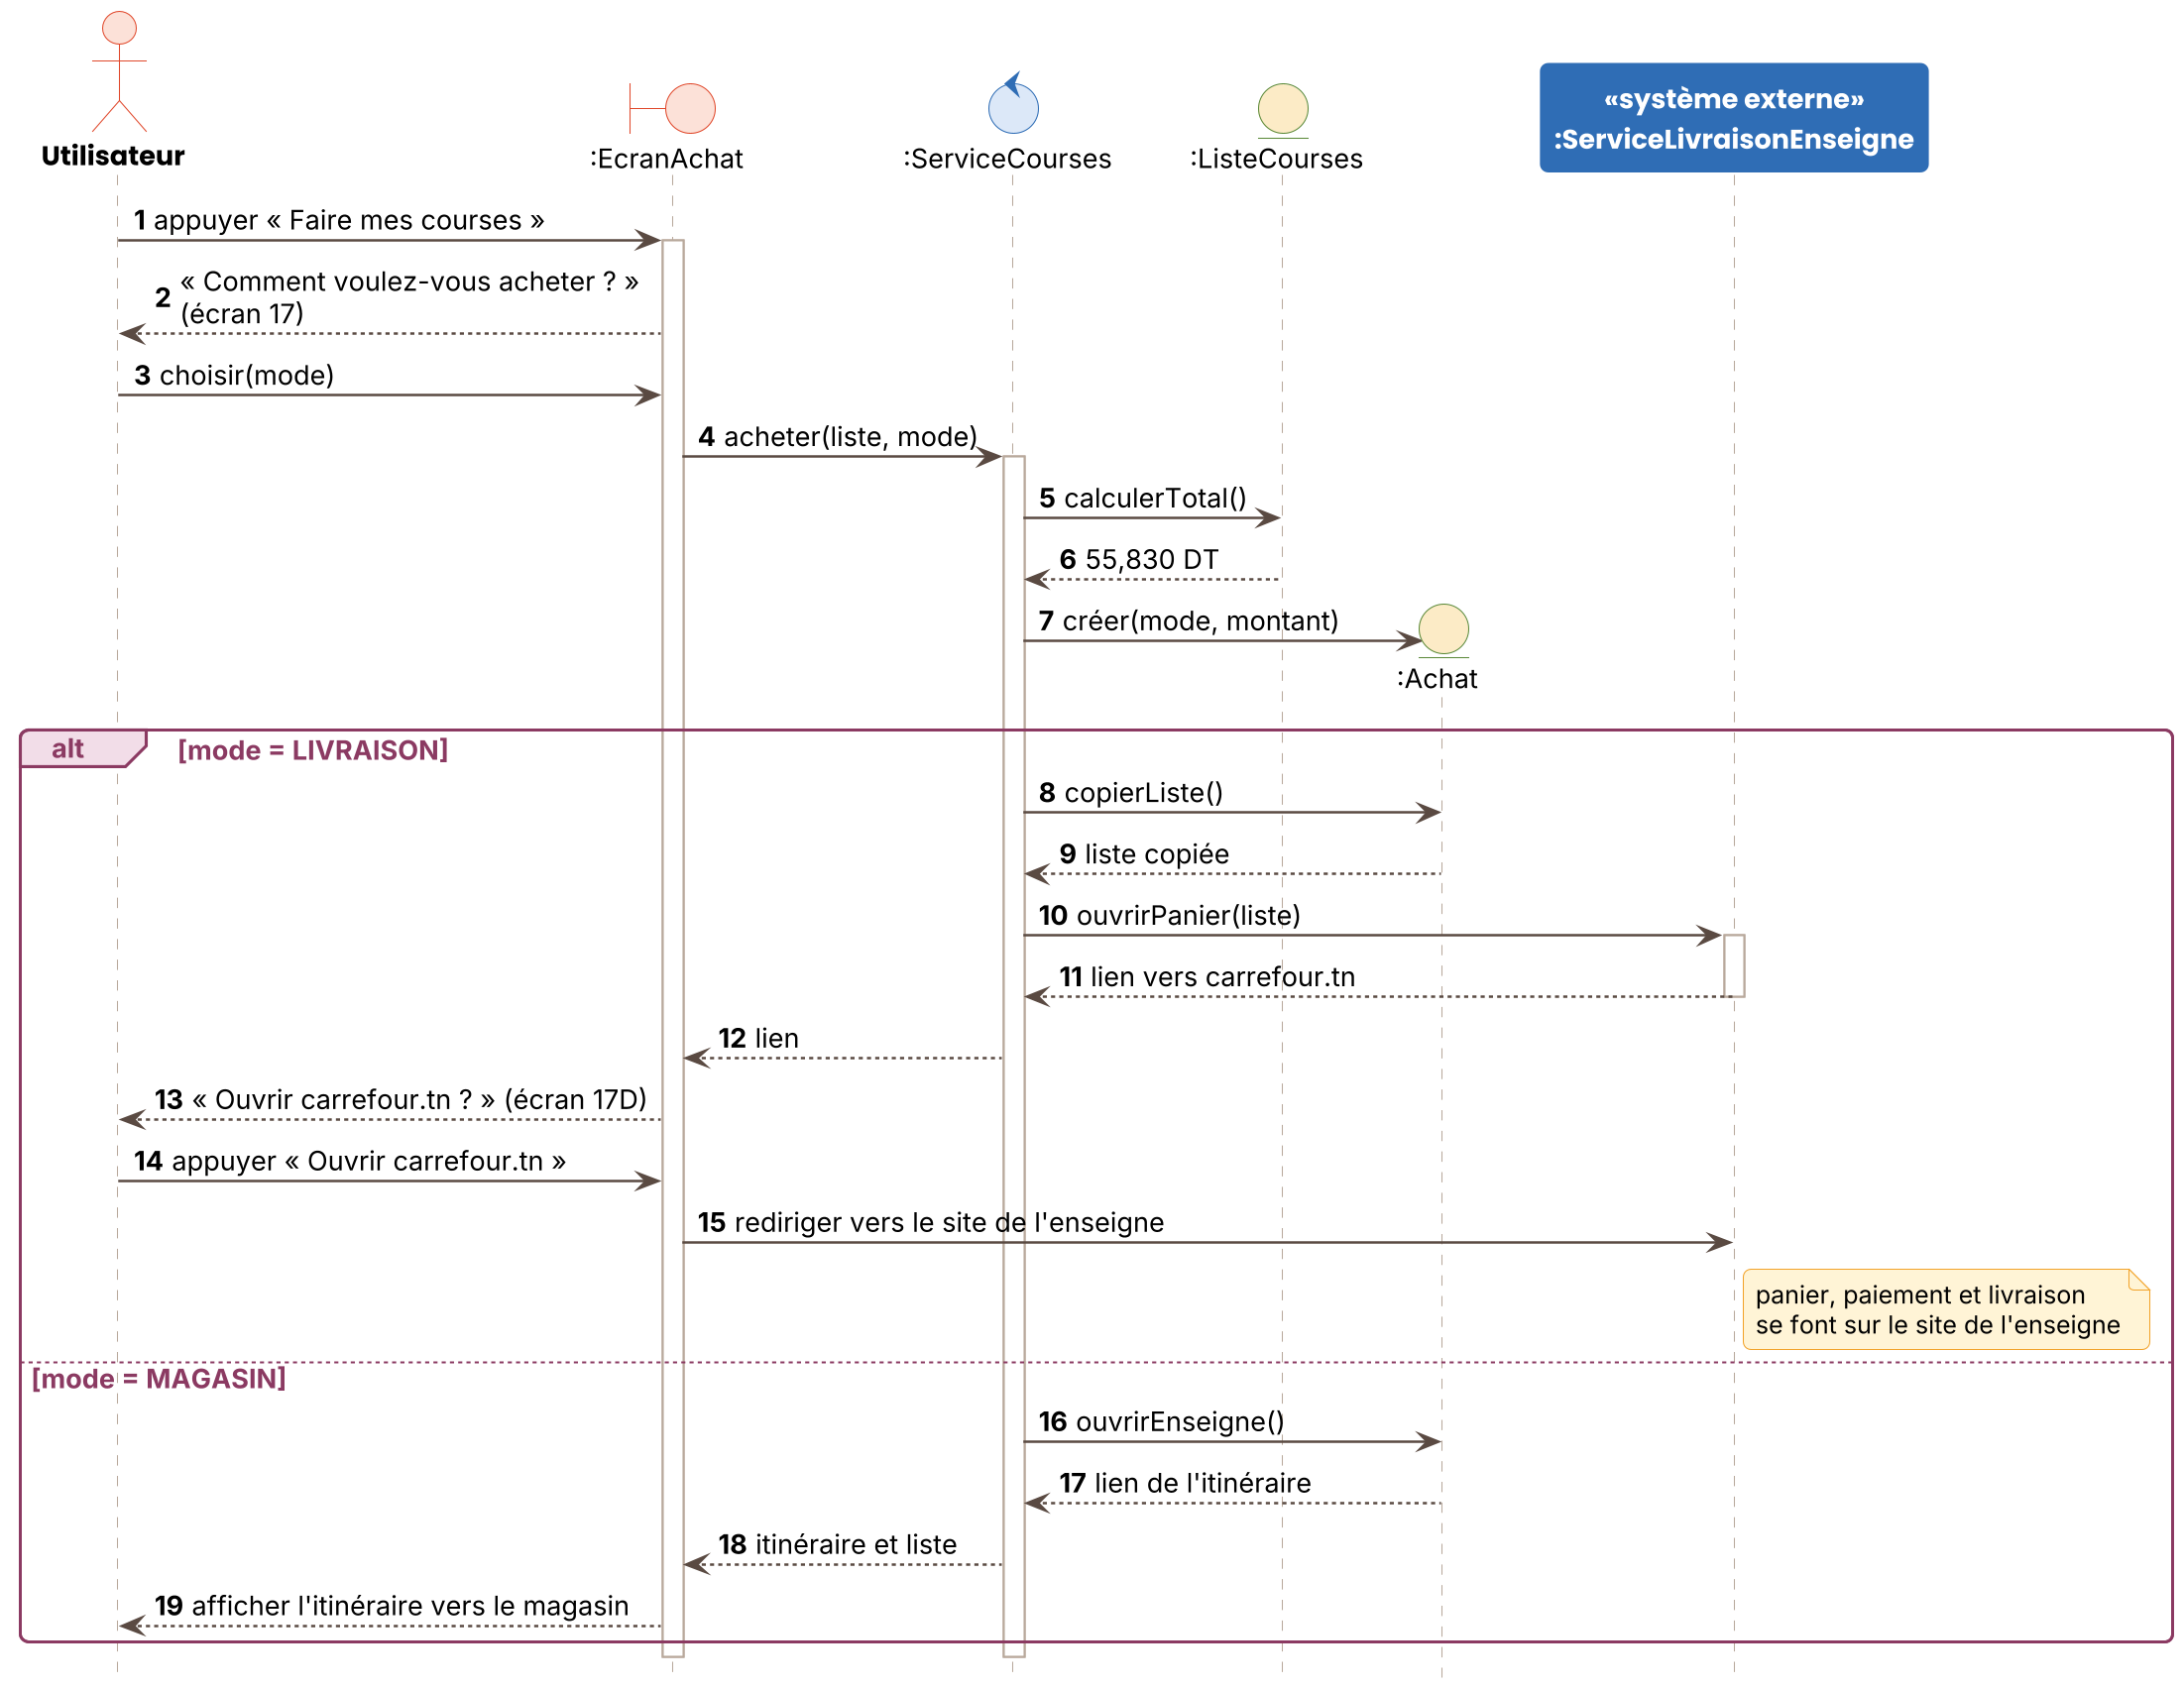 Utilisateur
:EcranAchat
:ServiceCourses
:ListeCourses
«système externe»
:ServiceLivraisonEnseigne
1 appuyer « Faire mes courses »
2 « Comment voulez-vous acheter ? »
(écran 17)
3 choisir(mode)
4 acheter(liste, mode)
5 calculerTotal()
6 55,830 DT
7 créer(mode, montant)
:Achat
alt [mode = LIVRAISON]
8 copierListe()
9 liste copiée
10 ouvrirPanier(liste)
11 lien vers carrefour.tn
12 lien
13 « Ouvrir carrefour.tn ? » (écran 17D)
14 appuyer « Ouvrir carrefour.tn »
15 rediriger vers le site de l'enseigne
panier, paiement et livraison
se font sur le site de l'enseigne
[mode = MAGASIN]
16 ouvrirEnseigne()
17 lien de l'itinéraire
18 itinéraire et liste
19 afficher l'itinéraire vers le magasin